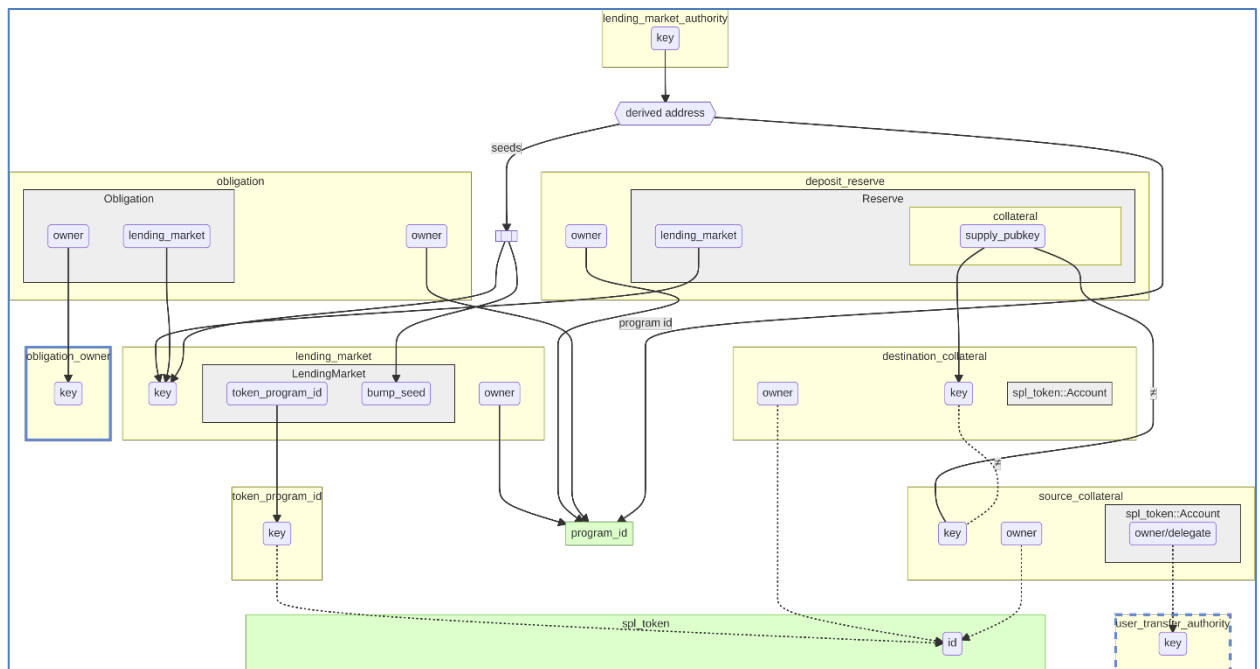 lending_market_authority
key
derived address
seeds
obligation
deposit_reserve
Obligation
Reserve
collateral
owner
lending_market
owner
owner
lending_market
supply_pubkey
program id
obligation_owner
lending_market
destination_collateral
LendingMarket
key
key
token_program_id
bump_seed
owner
owner
key
spl_token::Account
≠
≠
token_program_id
source_collateral
spl_token::Account
key
program_id
key
owner
owner/delegate
spl_token
user_transfer_authority
id
key